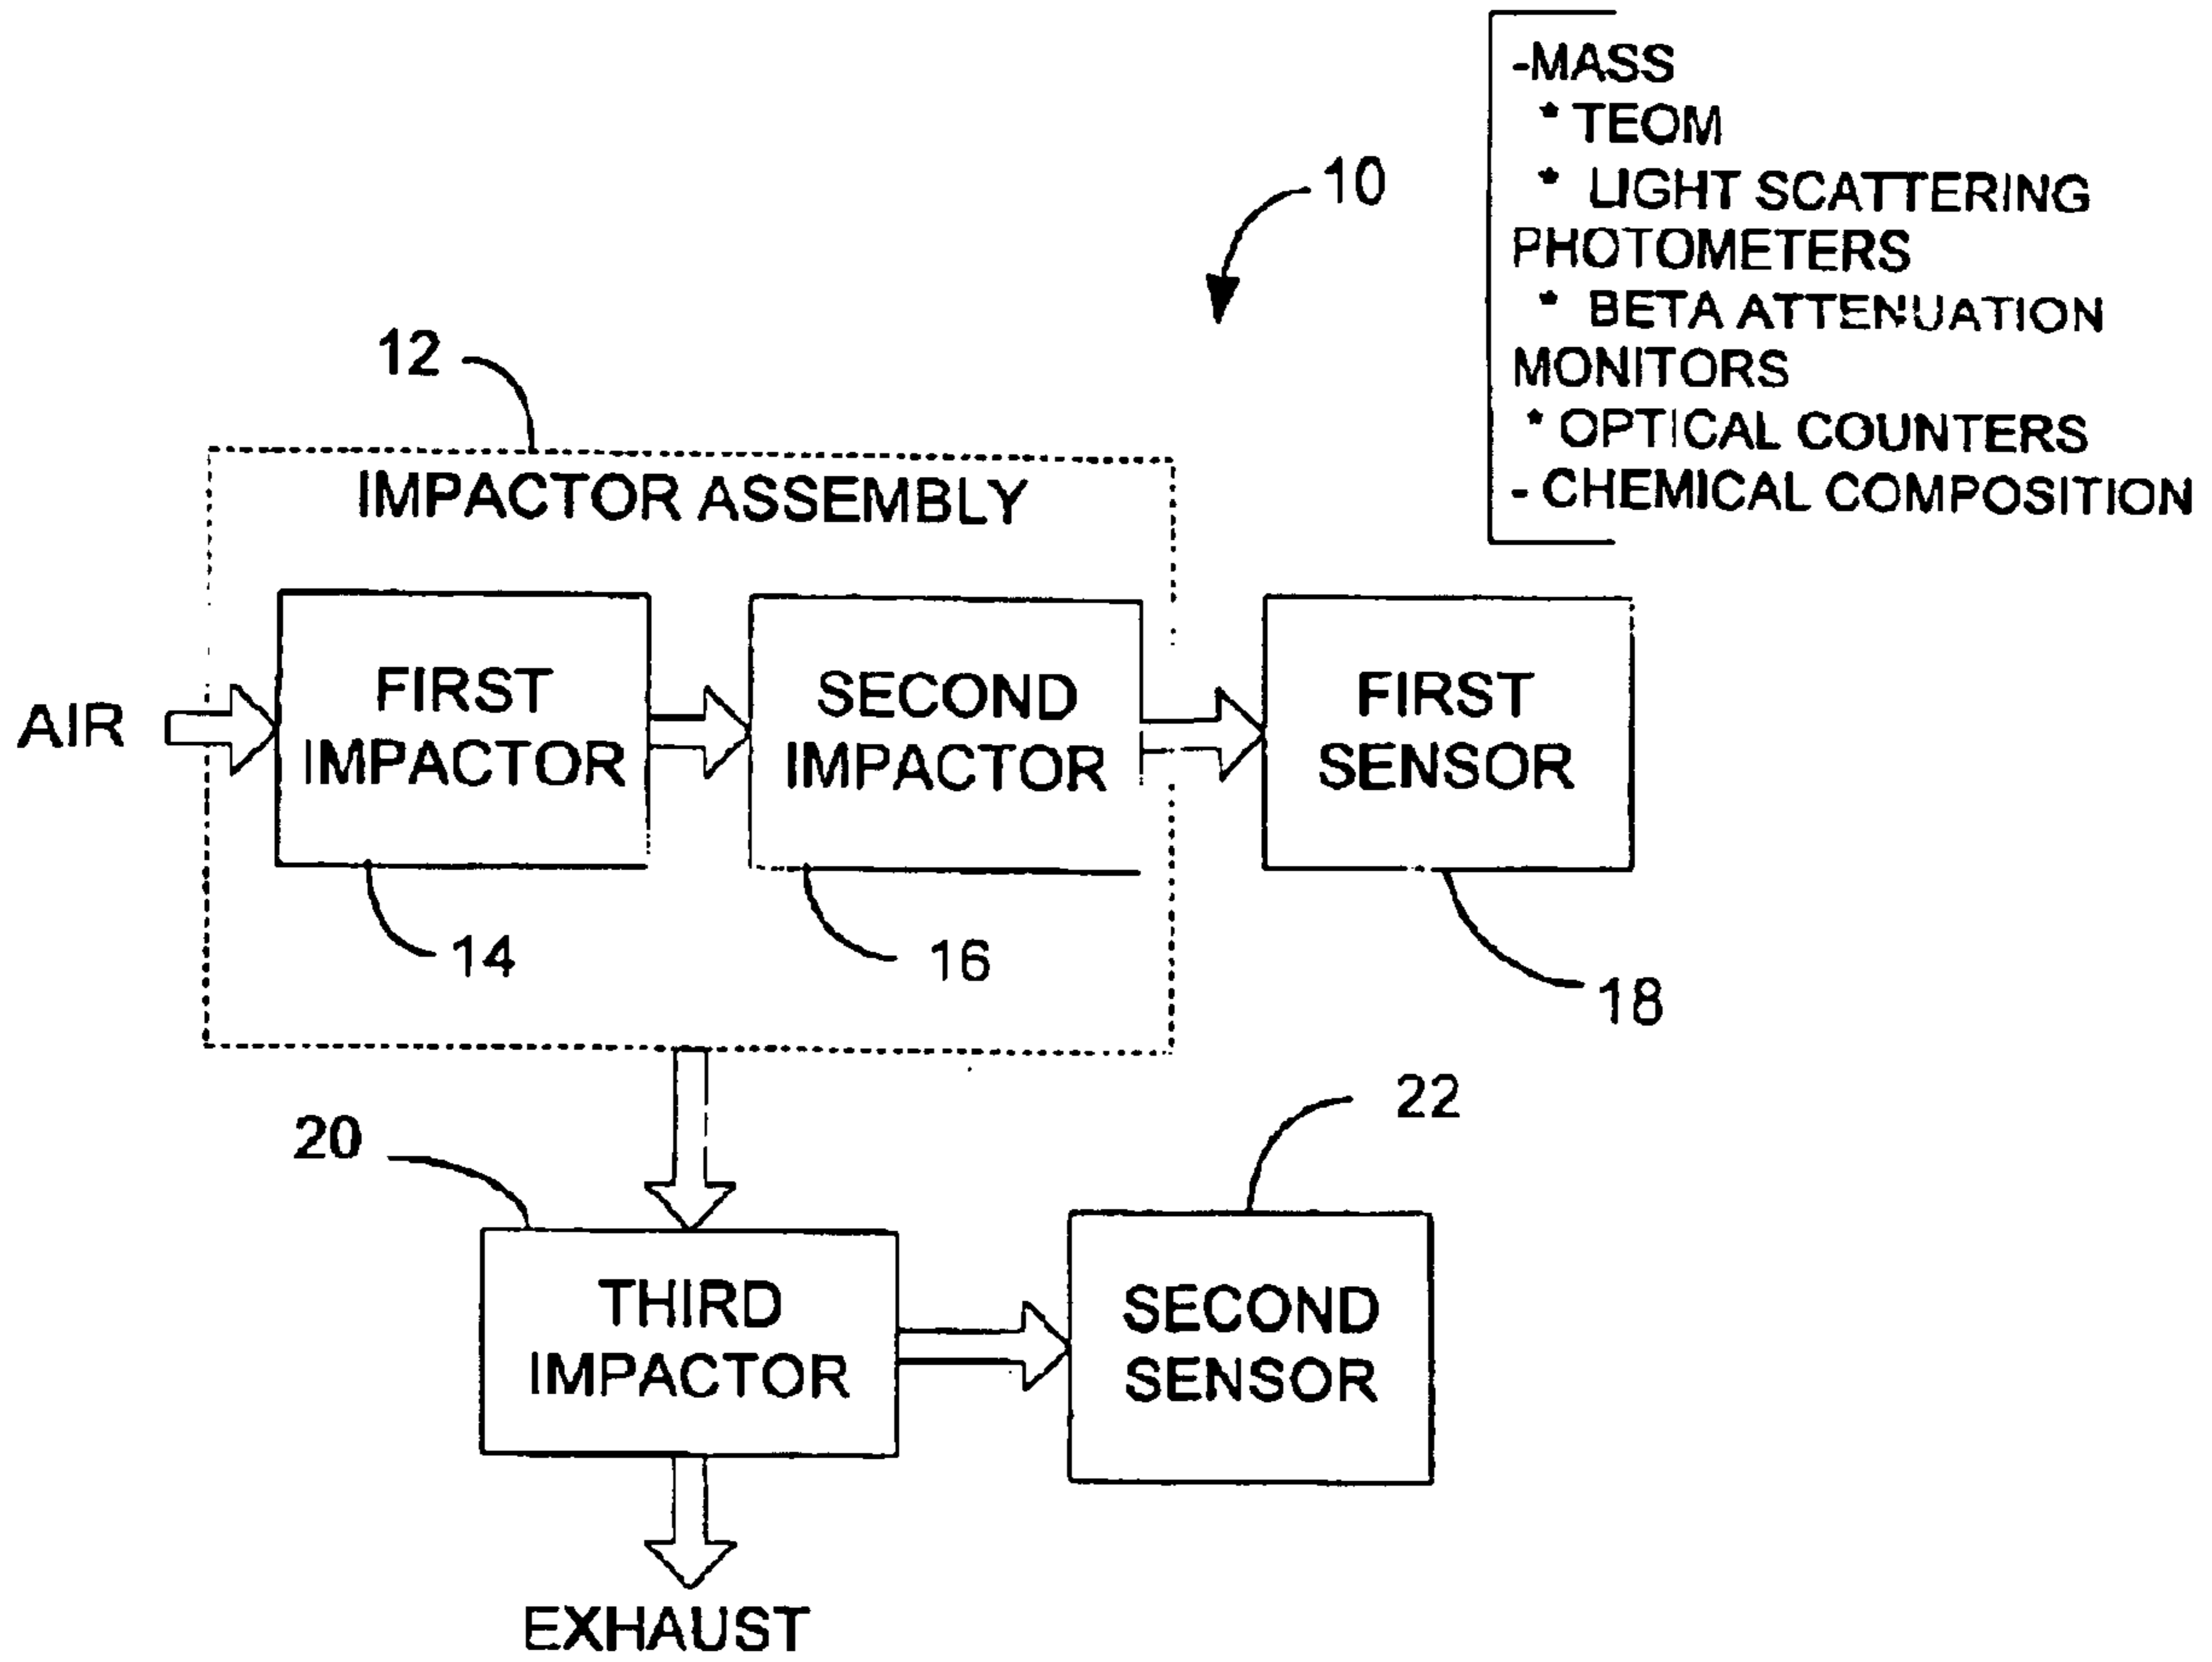 -MASS
* TEOM
* LIGHT SCATTERING
PHOTOMETERS
* BETA ATTENUATION
MONITORS
* OPTICAL COUNTERS
- CHEMICAL COMPOSITION
10
12
IMPACTOR ASSEMBLY
AIR
FIRST
IMPACTOR
SECOND
IMPACTOR
FIRST
SENSOR
14
16
18
20
22
THIRD
IMPACTOR
SECOND
SENSOR
EXHAUST